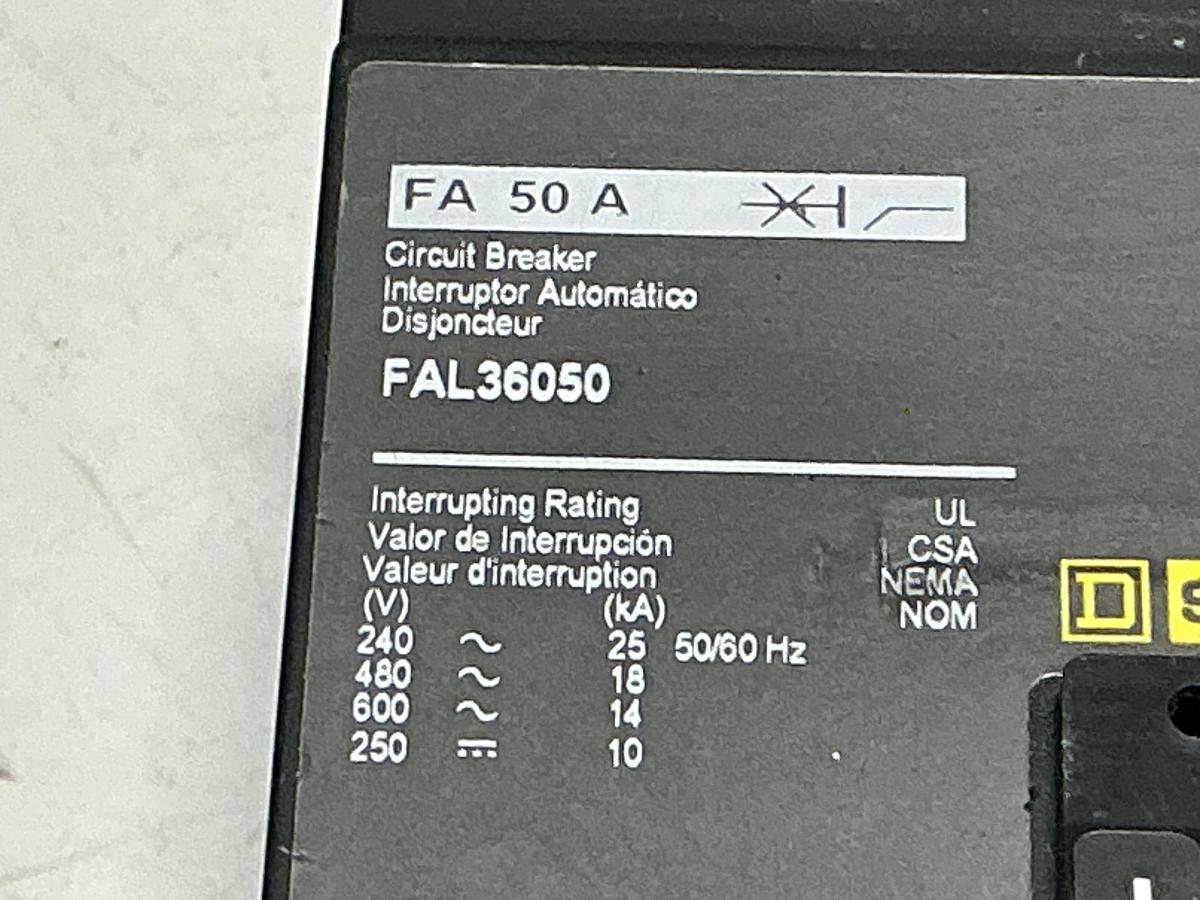 FA 50 A
Circuit Breaker
Interruptor Automático
Disjoncteur
FAL36050
Interrupting Rating
Valor de Interrupción
Valeur d'interruption
(V) (kA)
240 ~ 25 50/60 Hz
480 ~ 18
600 ~ 14
250 ⎓ 10
UL
CSA
NEMA
NOM
D S